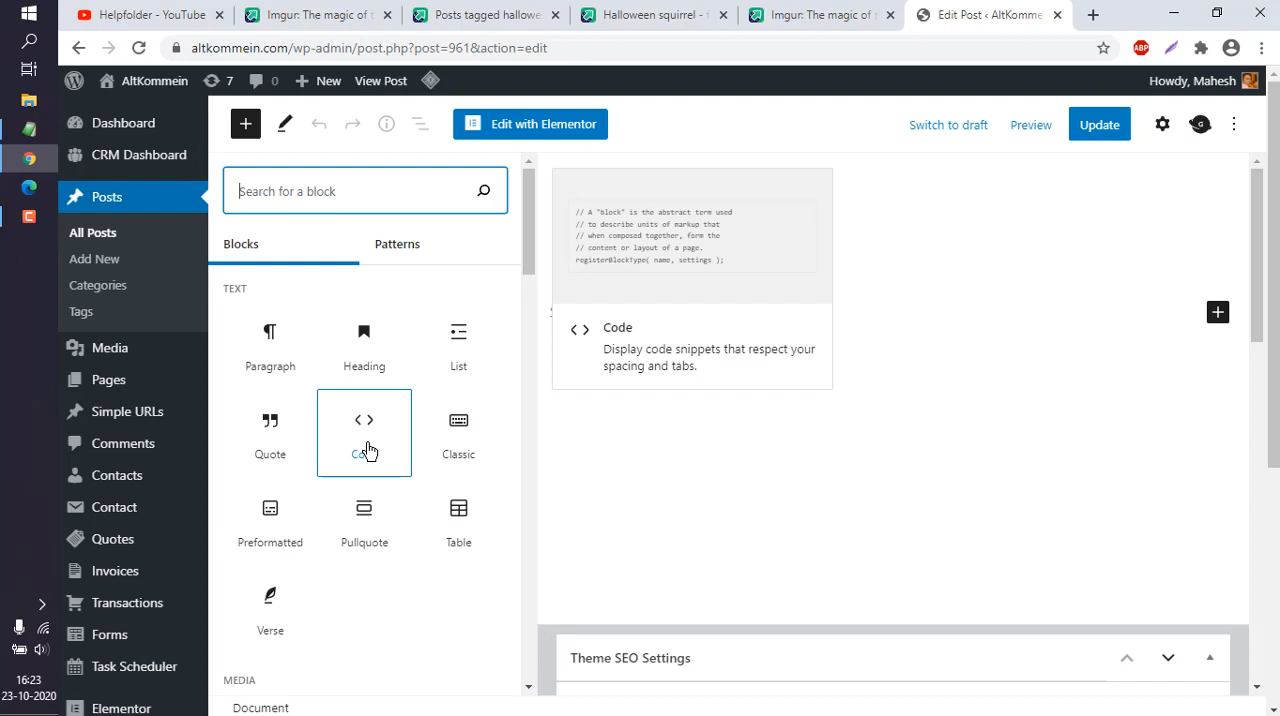 Helpfolder - YouTube
Imgur: The magic of t
Posts tagged hallowe
Halloween squirrel - f
Imgur: The magic of p
Edit Post ‹ AltKomme
altkommein.com/wp-admin/post.php?post=961&action=edit
ABP
AltKommein
7
0
New
View Post
Howdy, Mahesh
Dashboard
CRM Dashboard
Posts
All Posts
Add New
Categories
Tags
Media
Pages
Simple URLs
Comments
Contacts
Contact
Quotes
Invoices
Transactions
Forms
Task Scheduler
Elementor
Edit with Elementor
Switch to draft
Preview
Update
G
Search for a block
Blocks
Patterns
TEXT
Paragraph
Heading
List
Quote
Classic
Preformatted
Pullquote
Table
Verse
MEDIA
Document
// A "block" is the abstract term used
// to describe units of markup that
// when composed together, form the
// content or layout of a page.
registerBlockType( name, settings );
Code
Display code snippets that respect your
spacing and tabs.
Theme SEO Settings
16:23
23-10-2020